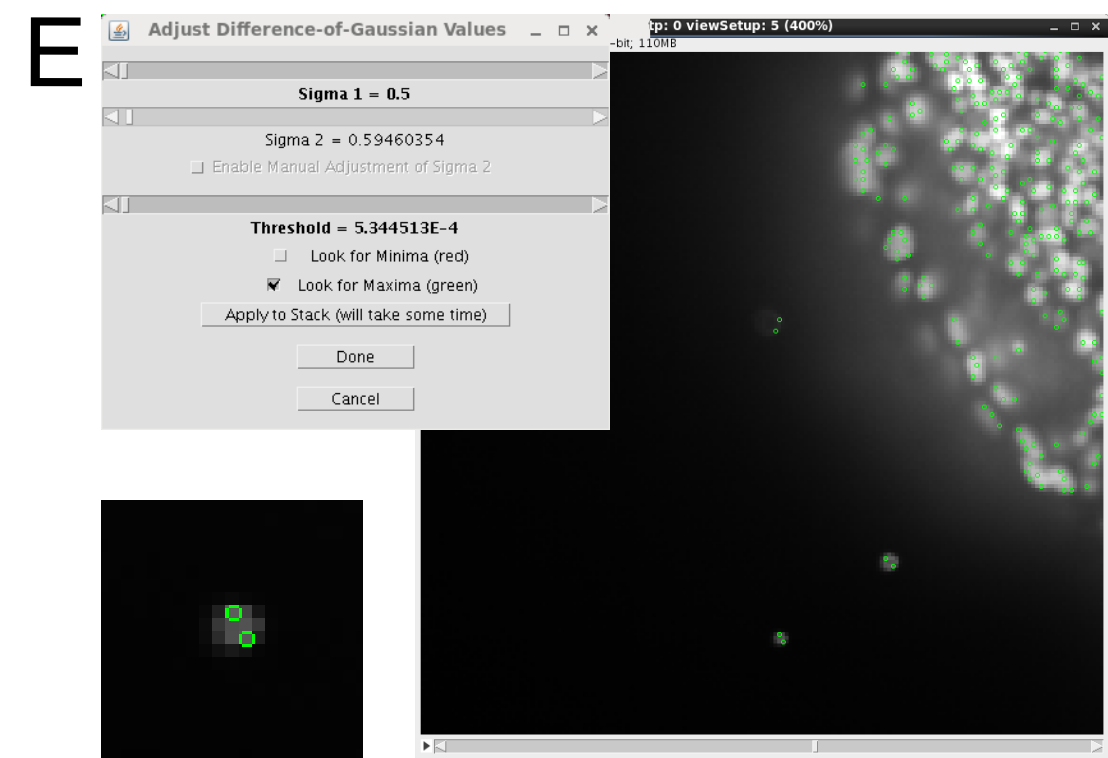 E
Adjust Difference-of-Gaussian Values
tp: 0 viewSetup: 5 (400%)
-bit; 110MB
Sigma 1 = 0.5
Sigma 2 = 0.59460354
Enable Manual Adjustment of Sigma 2
Threshold = 5.344513E-4
Look for Minima (red)
Look for Maxima (green)
Apply to Stack (will take some time)
Done
Cancel